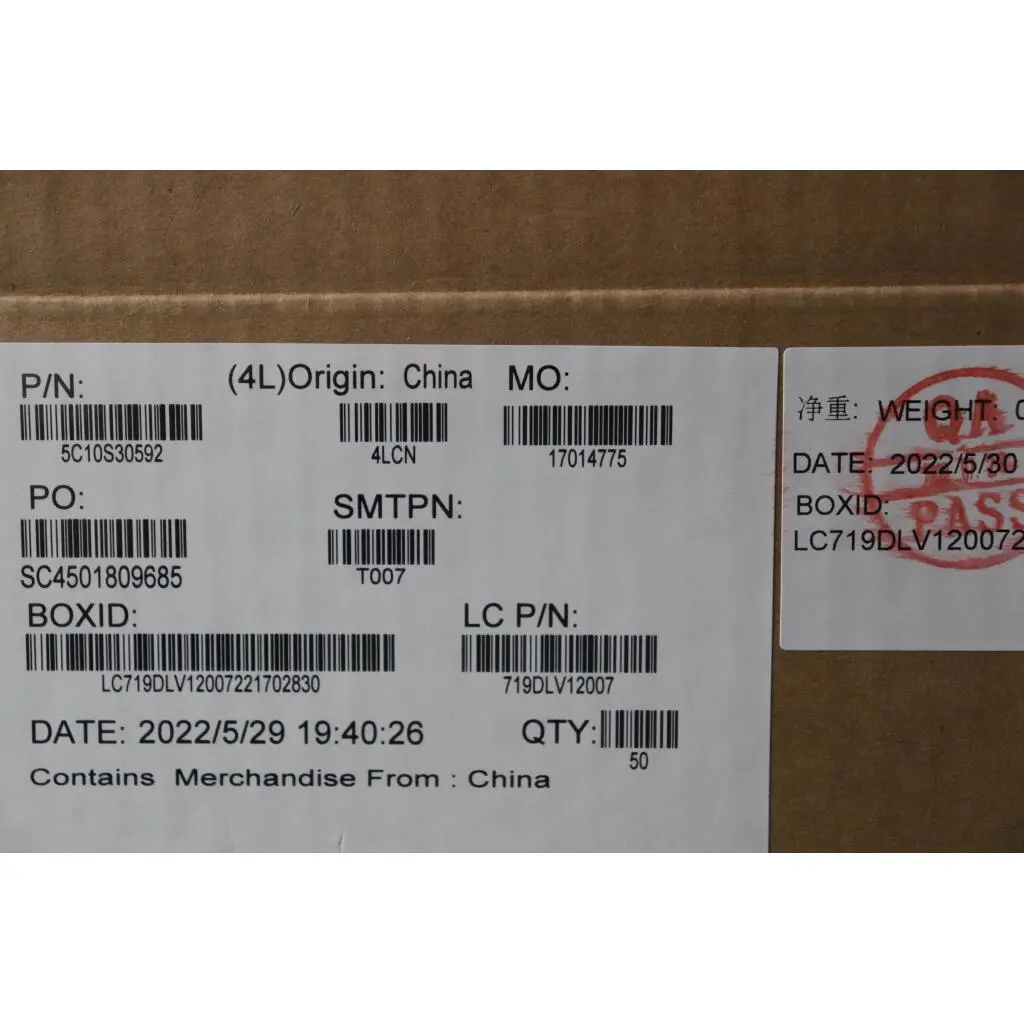 P/N: (4L)Origin: China MO:
5C10S30592 4LCN 17014775
PO: SMTPN:
SC4501809685 T007
BOXID: LC P/N:
LC719DLV12007221702830 719DLV12007
DATE: 2022/5/29 19:40:26 QTY:
50
Contains Merchandise From : China
净重: WEIGHT: 0
DATE: 2022/5/30
BOXID:
LC719DLV120072
QA
PASS